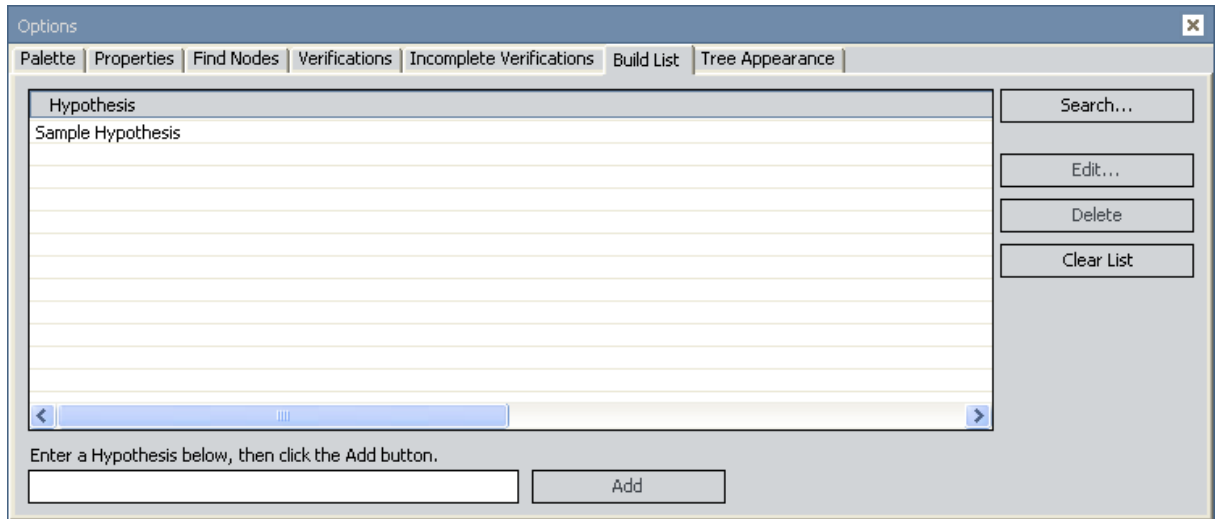 Options
Palette Properties Find Nodes Verifications Incomplete Verifications Build List Tree Appearance
Hypothesis
Search...
Sample Hypothesis
Edit...
Delete
Clear List
Enter a Hypothesis below, then click the Add button.
Add